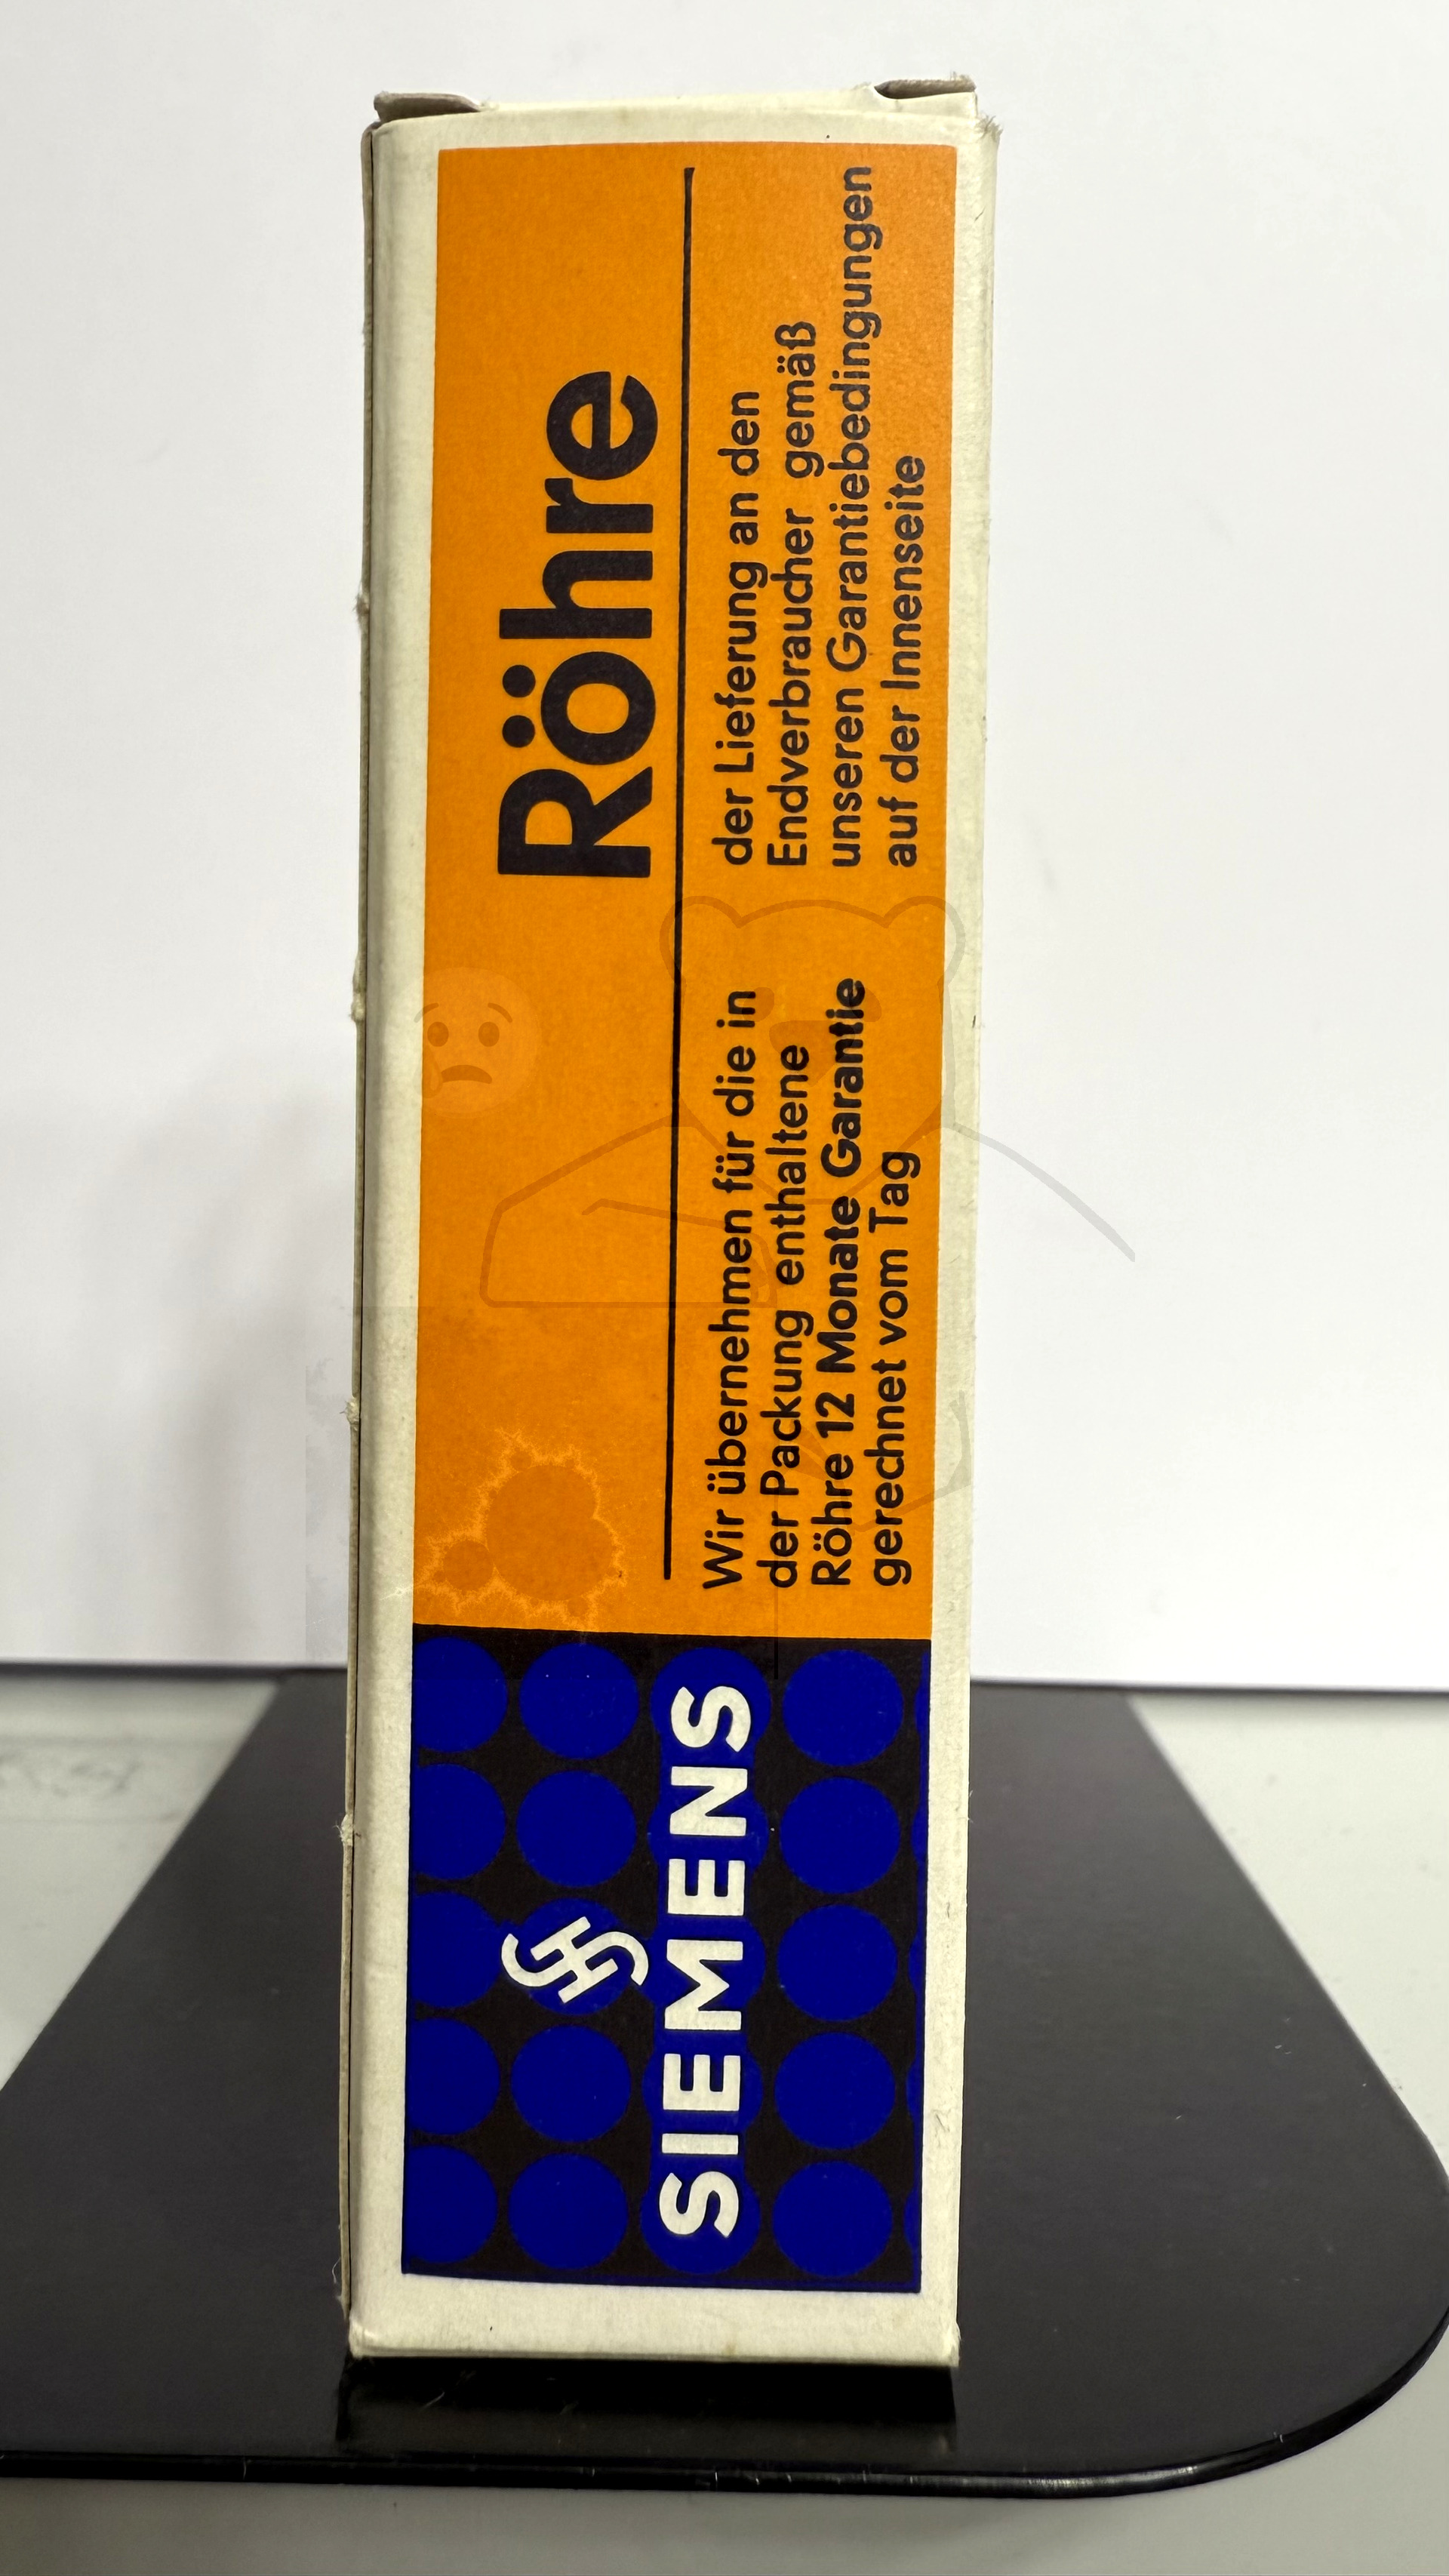 SIEMENS
Röhre
Wir übernehmen für die in
der Packung enthaltene
Röhre 12 Monate Garantie
gerechnet vom Tag
der Lieferung an den
Endverbraucher gemäß
unseren Garantiebedingungen
auf der Innenseite